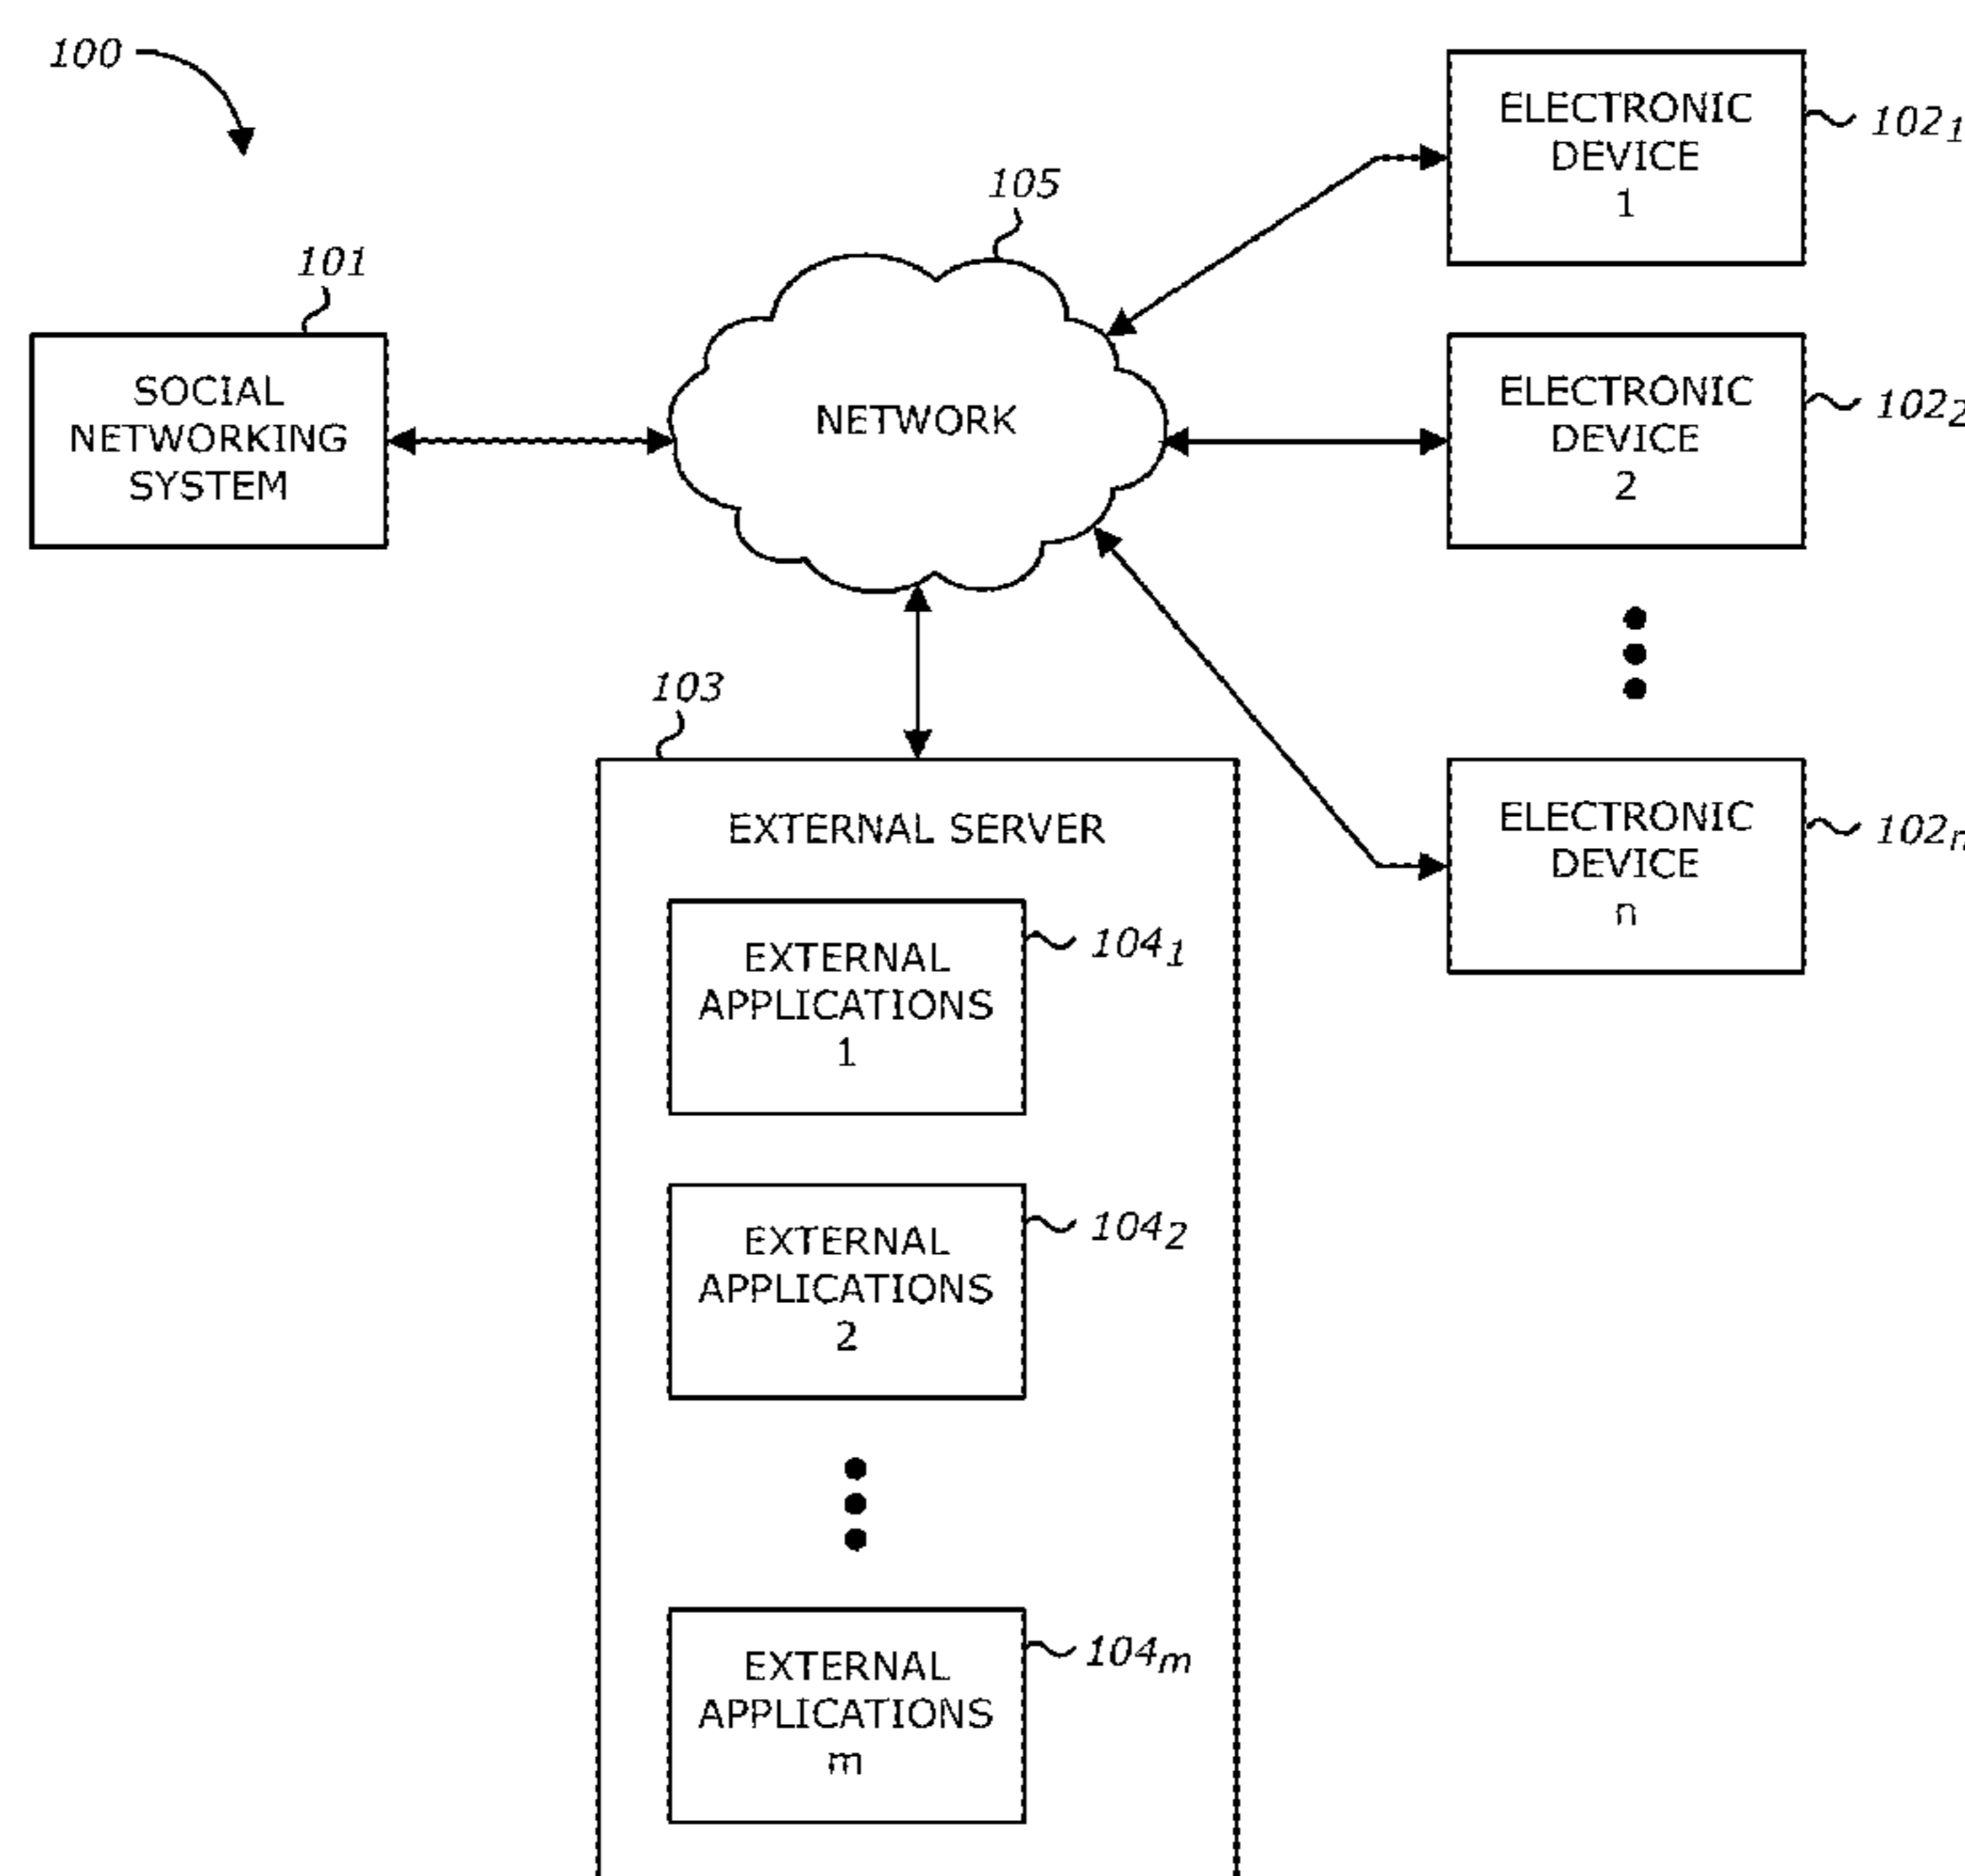 100
101
SOCIAL
NETWORKING
SYSTEM
105
NETWORK
ELECTRONIC
DEVICE
1
102₁
ELECTRONIC
DEVICE
2
102₂
ELECTRONIC
DEVICE
n
102ₙ
103
EXTERNAL SERVER
EXTERNAL
APPLICATIONS
1
104₁
EXTERNAL
APPLICATIONS
2
104₂
EXTERNAL
APPLICATIONS
m
104ₘ